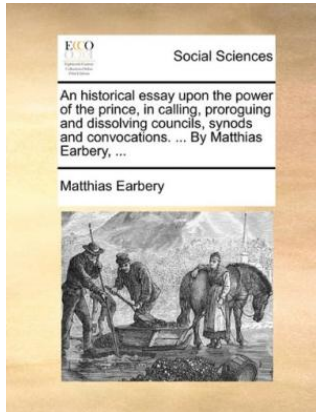 ECCO
Social Sciences
An historical essay upon the power
of the prince, in calling, proroguing
and dissolving councils, synods
and convocations. ... By Matthias
Earbery, ...
Matthias Earbery